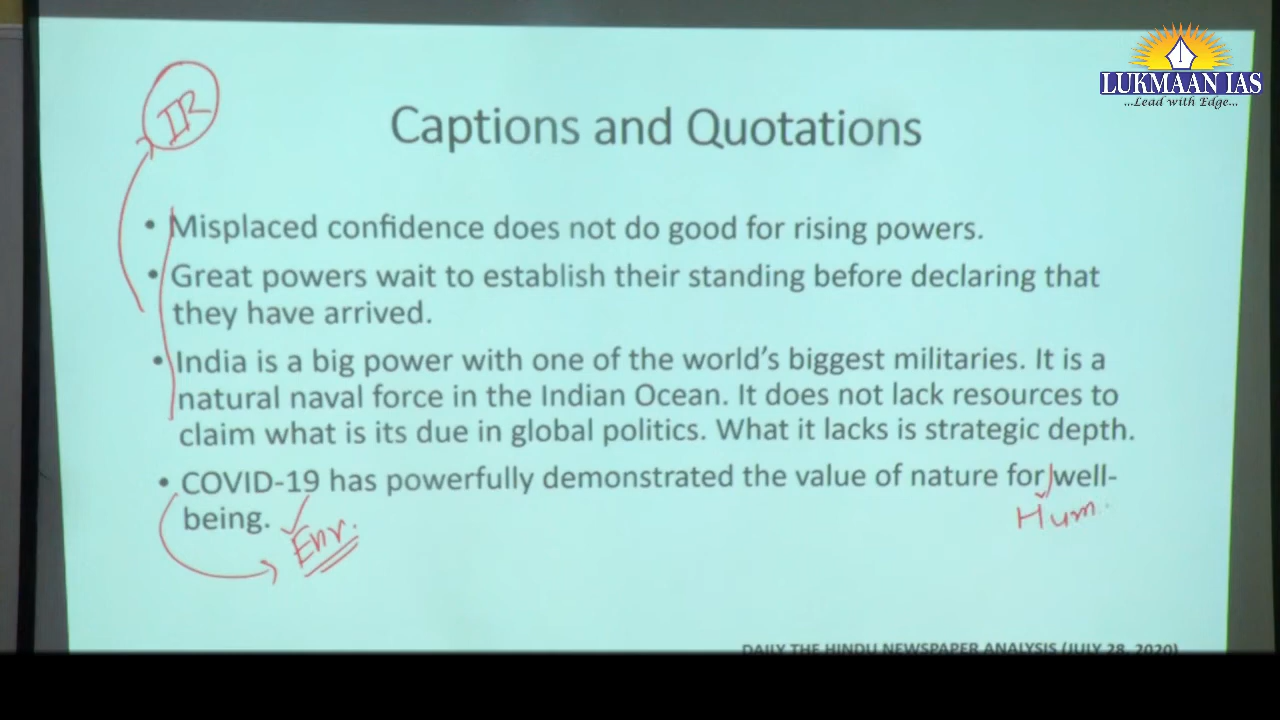 LUKMAAN IAS
...Lead with Edge...
IR
Captions and Quotations
• Misplaced confidence does not do good for rising powers.
• Great powers wait to establish their standing before declaring that
they have arrived.
• India is a big power with one of the world's biggest militaries. It is a
natural naval force in the Indian Ocean. It does not lack resources to
claim what is its due in global politics. What it lacks is strategic depth.
• COVID-19 has powerfully demonstrated the value of nature for well-
being.
Hum.
Env.
DAILY THE HINDU NEWSPAPER ANALYSIS (JULY 28, 2020)